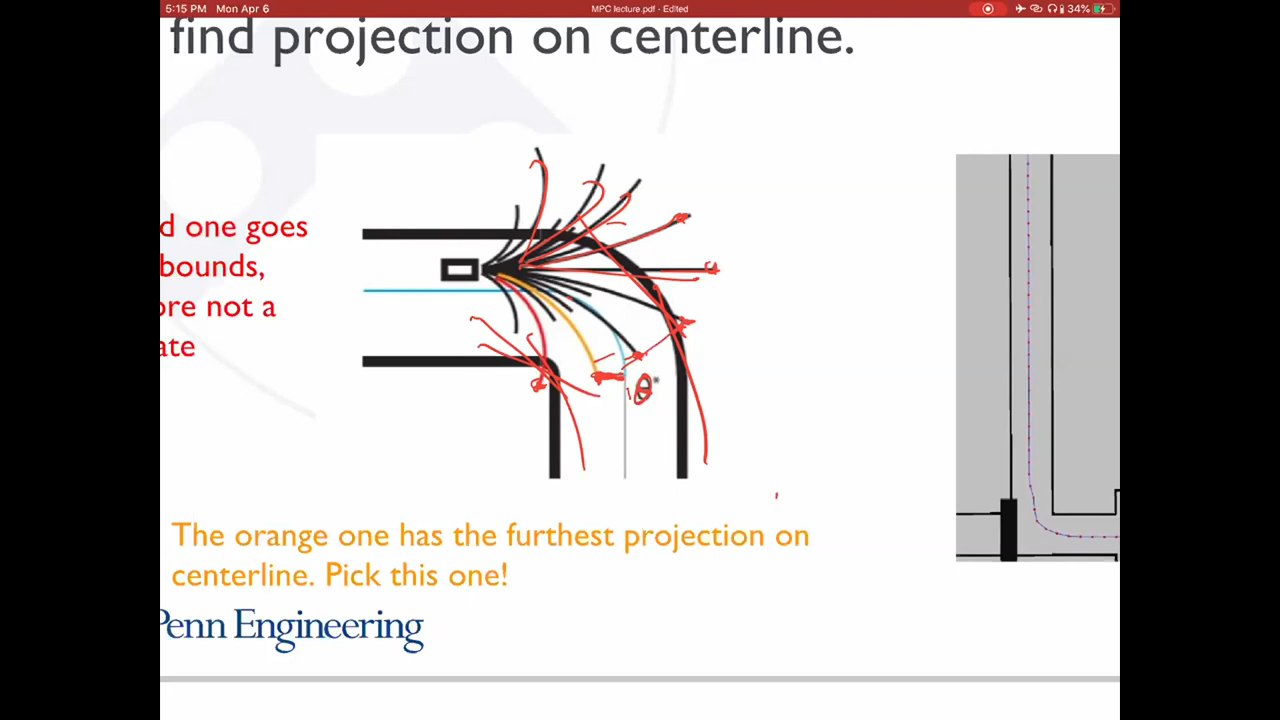 5:15 PM Mon Apr 6
MPC lecture.pdf - Edited
34%
find projection on centerline.
d one goes
bounds,
ore not a
ate
θ*
The orange one has the furthest projection on
centerline. Pick this one!
Penn Engineering